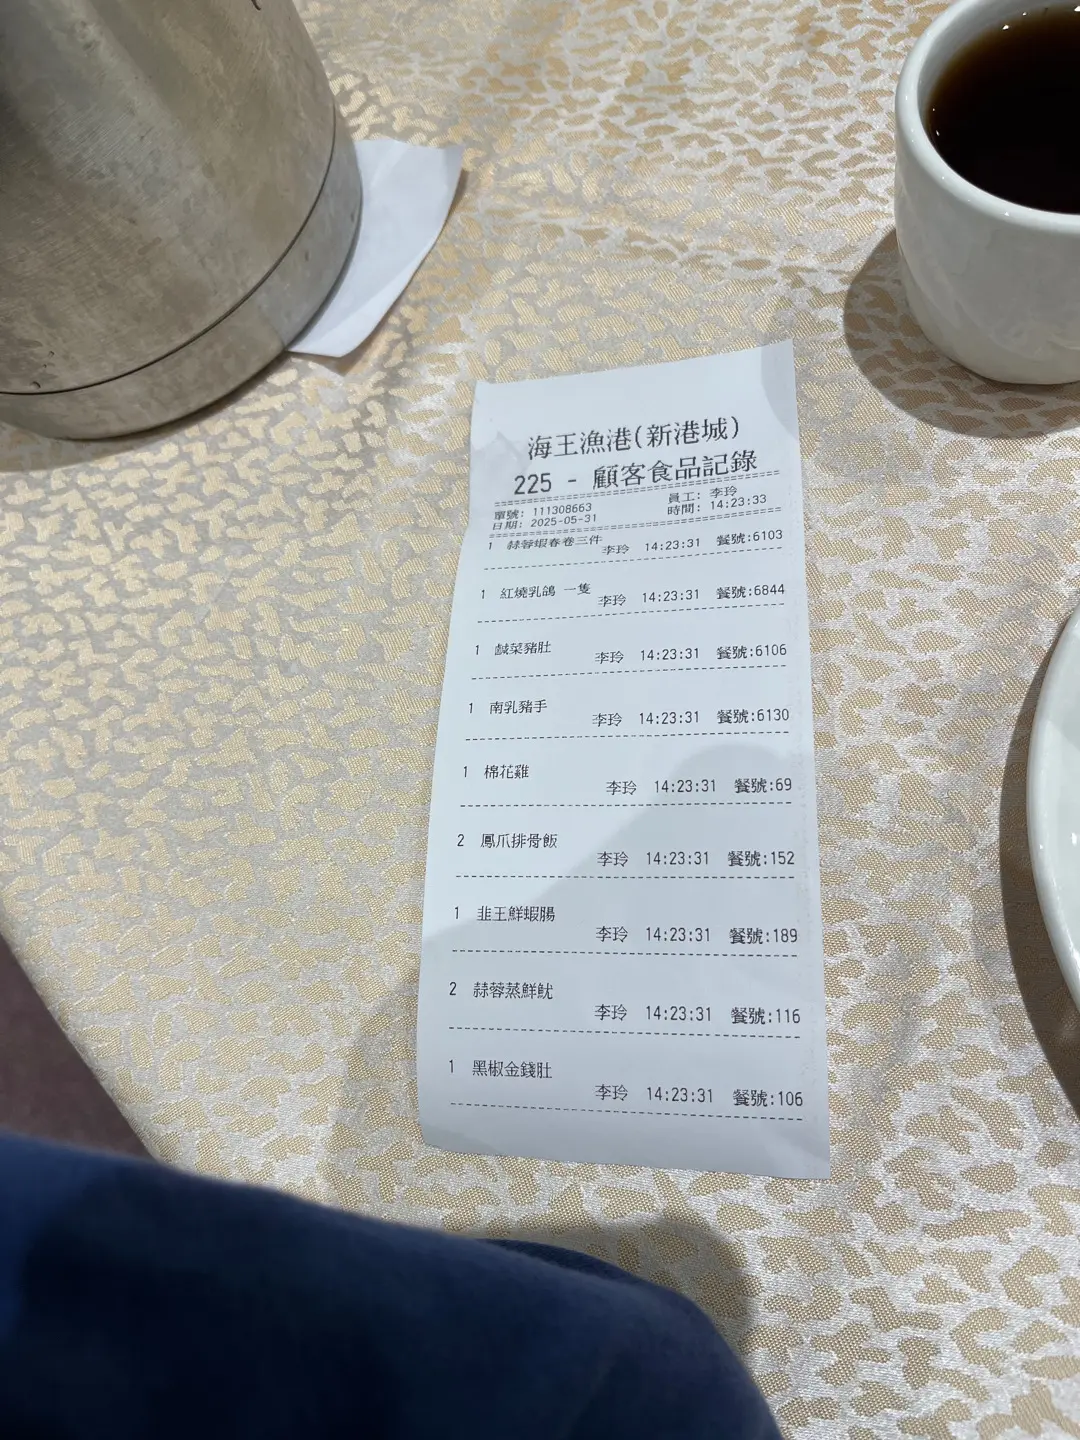 海王漁港(新港城)
225 - 顧客食品記錄
單號: 111308663 員工: 李玲
日期: 2025-05-31 時間: 14:23:33
1 蒜蓉蝦春卷三件 李玲 14:23:31 餐號:6103
1 紅燒乳鴿 一隻 李玲 14:23:31 餐號:6844
1 鹹菜豬肚 李玲 14:23:31 餐號:6106
1 南乳豬手 李玲 14:23:31 餐號:6130
1 棉花雞 李玲 14:23:31 餐號:69
2 鳳爪排骨飯 李玲 14:23:31 餐號:152
1 韭王鮮蝦腸 李玲 14:23:31 餐號:189
2 蒜蓉蒸鮮魷 李玲 14:23:31 餐號:116
1 黑椒金錢肚 李玲 14:23:31 餐號:106